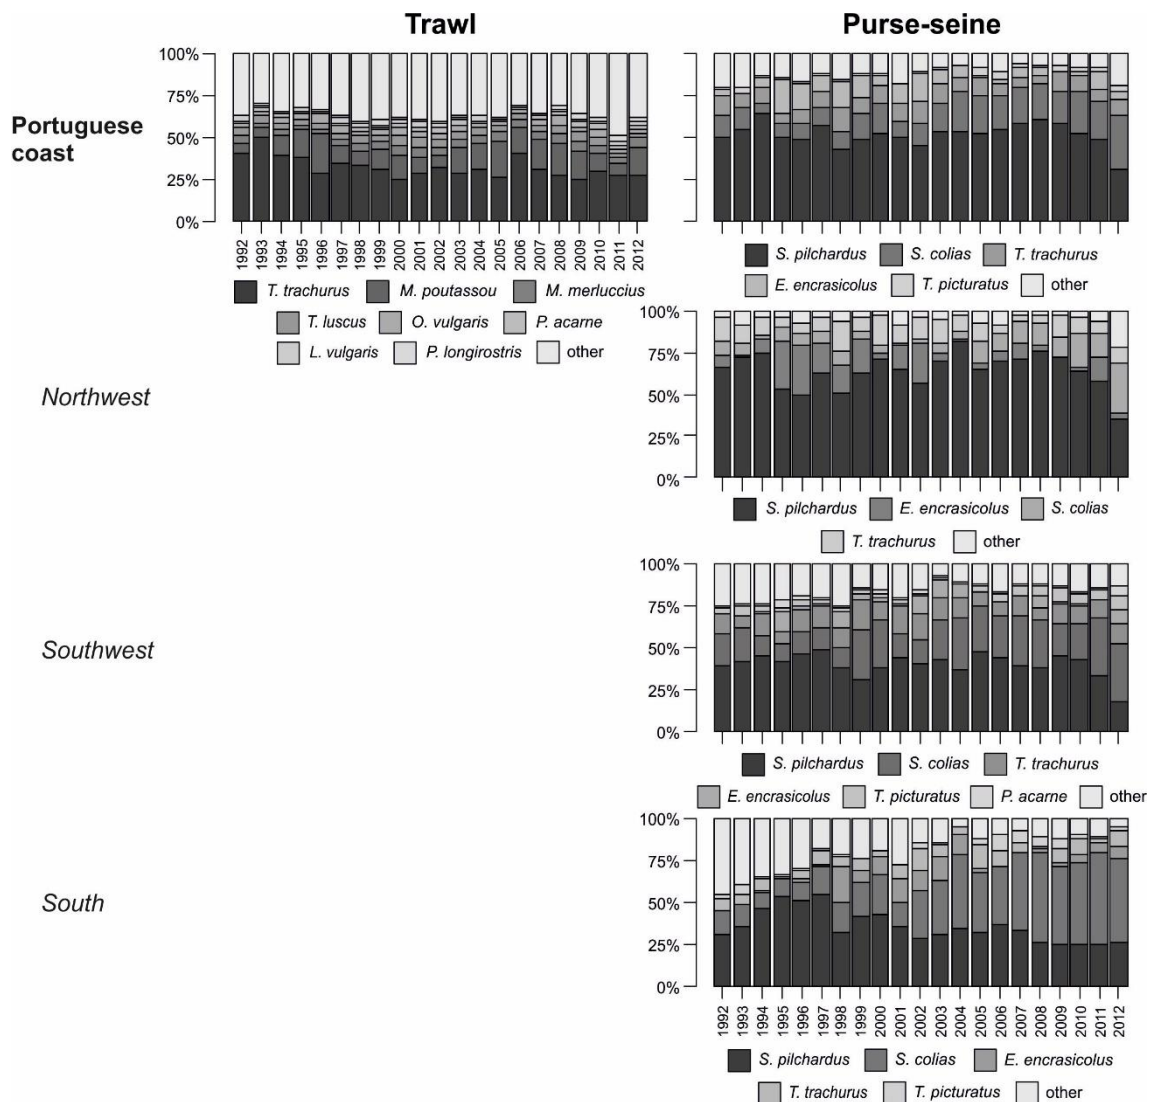 Trawl
Purse-seine
Portuguese
coast
100%
75%
50%
25%
0%
1992 1993 1994 1995 1996 1997 1998 1999 2000 2001 2002 2003 2004 2005 2006 2007 2008 2009 2010 2011 2012
T. trachurus M. poutassou M. merluccius
T. luscus O. vulgaris P. acarne
L. vulgaris P. longirostris other
S. pilchardus S. colias T. trachurus
E. encrasicolus T. picturatus other
Northwest
100%
75%
50%
25%
0%
S. pilchardus E. encrasicolus S. colias
T. trachurus other
Southwest
100%
75%
50%
25%
0%
S. pilchardus S. colias T. trachurus
E. encrasicolus T. picturatus P. acarne other
South
100%
75%
50%
25%
0%
1992 1993 1994 1995 1996 1997 1998 1999 2000 2001 2002 2003 2004 2005 2006 2007 2008 2009 2010 2011 2012
S. pilchardus S. colias E. encrasicolus
T. trachurus T. picturatus other